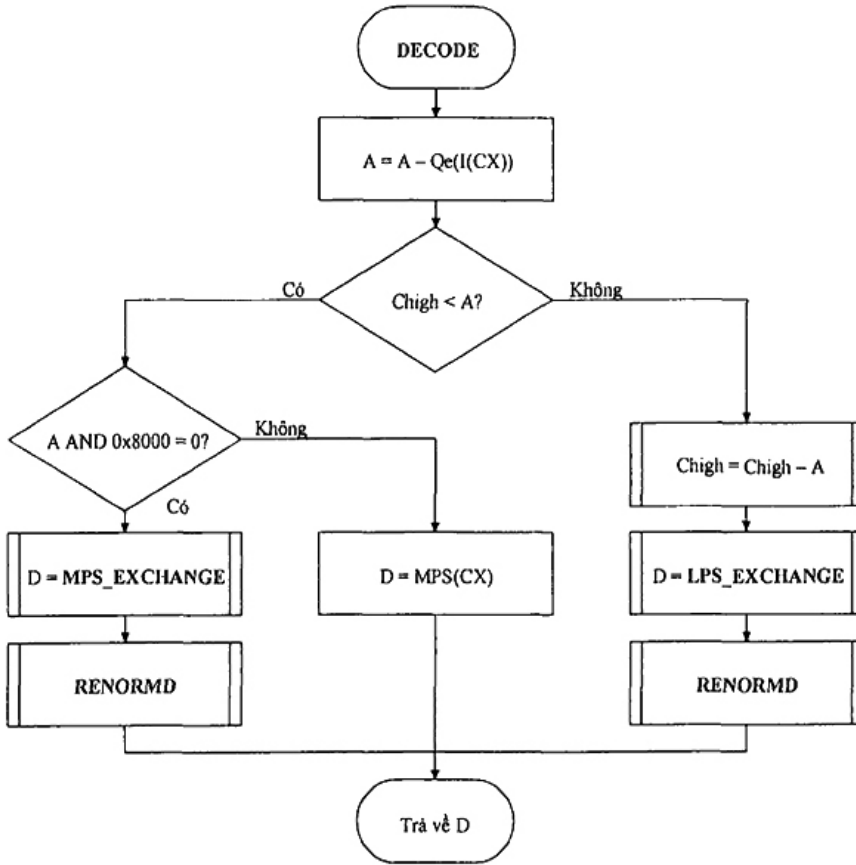 DECODE
A = A – Qe(I(CX))
Chigh < A?
Có
Không
A AND 0x8000 = 0?
Không
Có
Chigh = Chigh – A
D = MPS_EXCHANGE
D = MPS(CX)
D = LPS_EXCHANGE
RENORMD
RENORMD
Trả về D